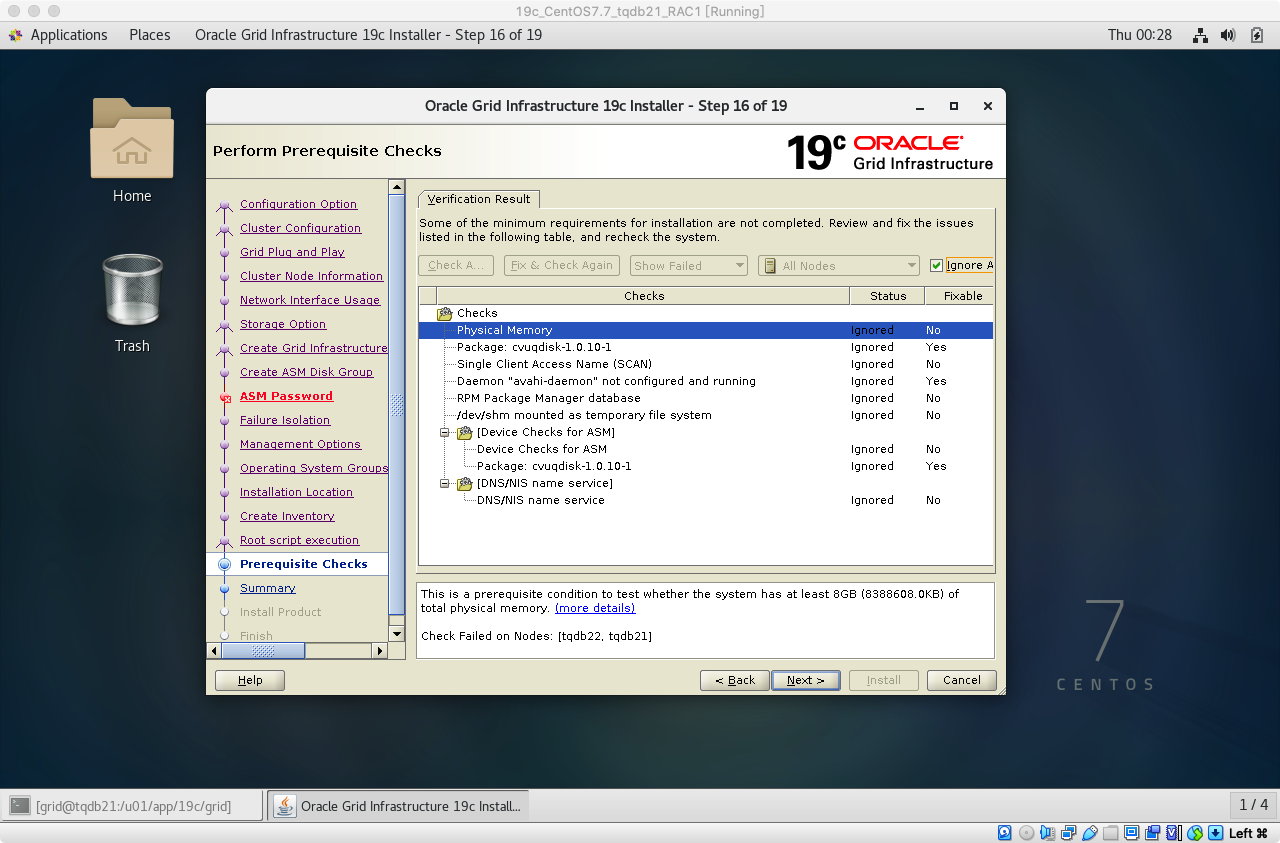 19c_CentOS7.7_tqdb21_RAC1 [Running]
Applications Places Oracle Grid Infrastructure 19c Installer - Step 16 of 19 Thu 00:28
Home
Trash
Oracle Grid Infrastructure 19c Installer - Step 16 of 19
Perform Prerequisite Checks
19c ORACLE
Grid Infrastructure
Configuration Option
Cluster Configuration
Grid Plug and Play
Cluster Node Information
Network Interface Usage
Storage Option
Create Grid Infrastructure
Create ASM Disk Group
ASM Password
Failure Isolation
Management Options
Operating System Groups
Installation Location
Create Inventory
Root script execution
Prerequisite Checks
Summary
Install Product
Finish
Verification Result
Some of the minimum requirements for installation are not completed. Review and fix the issues
listed in the following table, and recheck the system.
Check A... Fix & Check Again Show Failed All Nodes Ignore A
Checks Status Fixable
Checks
Physical Memory Ignored No
Package: cvuqdisk-1.0.10-1 Ignored Yes
Single Client Access Name (SCAN) Ignored No
Daemon "avahi-daemon" not configured and running Ignored Yes
RPM Package Manager database Ignored No
/dev/shm mounted as temporary file system Ignored No
[Device Checks for ASM]
Device Checks for ASM Ignored No
Package: cvuqdisk-1.0.10-1 Ignored Yes
[DNS/NIS name service]
DNS/NIS name service Ignored No
This is a prerequisite condition to test whether the system has at least 8GB (8388608.0KB) of
total physical memory. (more details)
Check Failed on Nodes: [tqdb22, tqdb21]
Help < Back Next > Install Cancel
7
CENTOS
[grid@tqdb21:/u01/app/19c/grid] Oracle Grid Infrastructure 19c Install... 1 / 4
Left ⌘